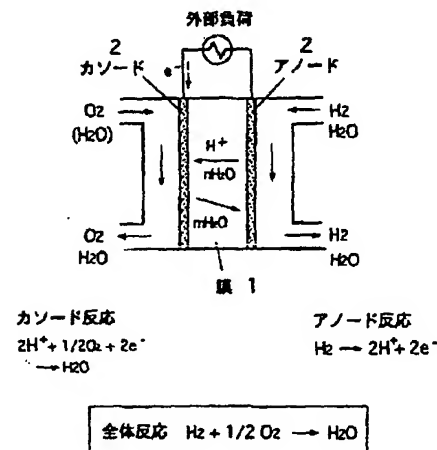 外部負荷
2
カソード
2
アノード
e⁻
O2
(H2O)
H⁺
nH2O
mH2O
H2
H2O
O2
H2O
H2
H2O
膜 1
カソード反応
2H⁺+1/2O2+2e⁻
→H2O
アノード反応
H2→2H⁺+2e⁻
全体反応 H2+1/2 O2 → H2O